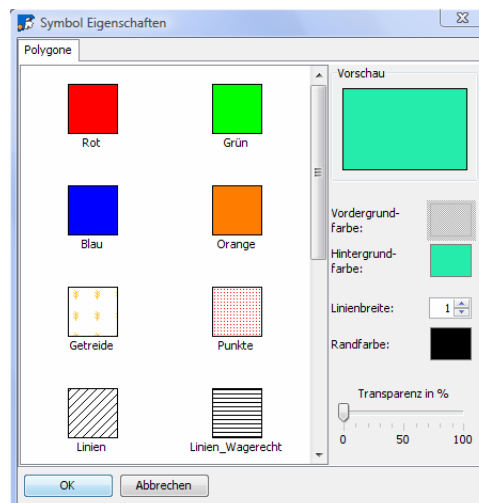 Symbol Eigenschaften
Polygone
Rot
Grün
Blau
Orange
Getreide
Punkte
Linien
Linien_Wagerecht
Vorschau
Vordergrund-
farbe:
Hintergrund-
farbe:
Linienbreite:
1
Randfarbe:
Transparenz in %
0 50 100
OK
Abbrechen